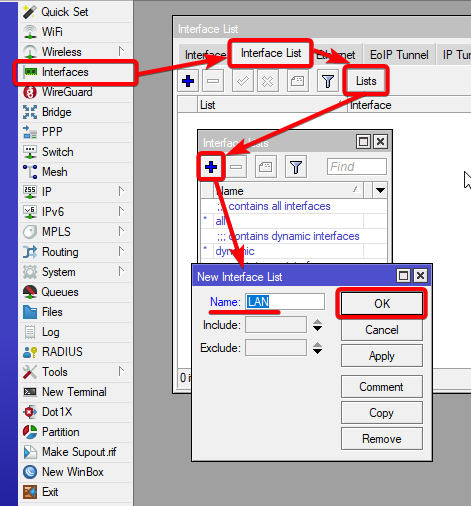 Quick Set
WiFi
Wireless
Interfaces
WireGuard
Bridge
PPP
Switch
Mesh
IP
IPv6
MPLS
Routing
System
Queues
Files
Log
RADIUS
Tools
New Terminal
Dot1X
Partition
Make Supout.rif
New WinBox
Exit
Interface List
Interface
Interface List
Ethernet
EoIP Tunnel
IP Tun
Lists
List
Interface
Interface Lists
Find
Name
;;; contains all interfaces
* all
;;; contains dynamic interfaces
* dynamic
0 it
New Interface List
Name: LAN
Include:
Exclude:
OK
Cancel
Apply
Comment
Copy
Remove